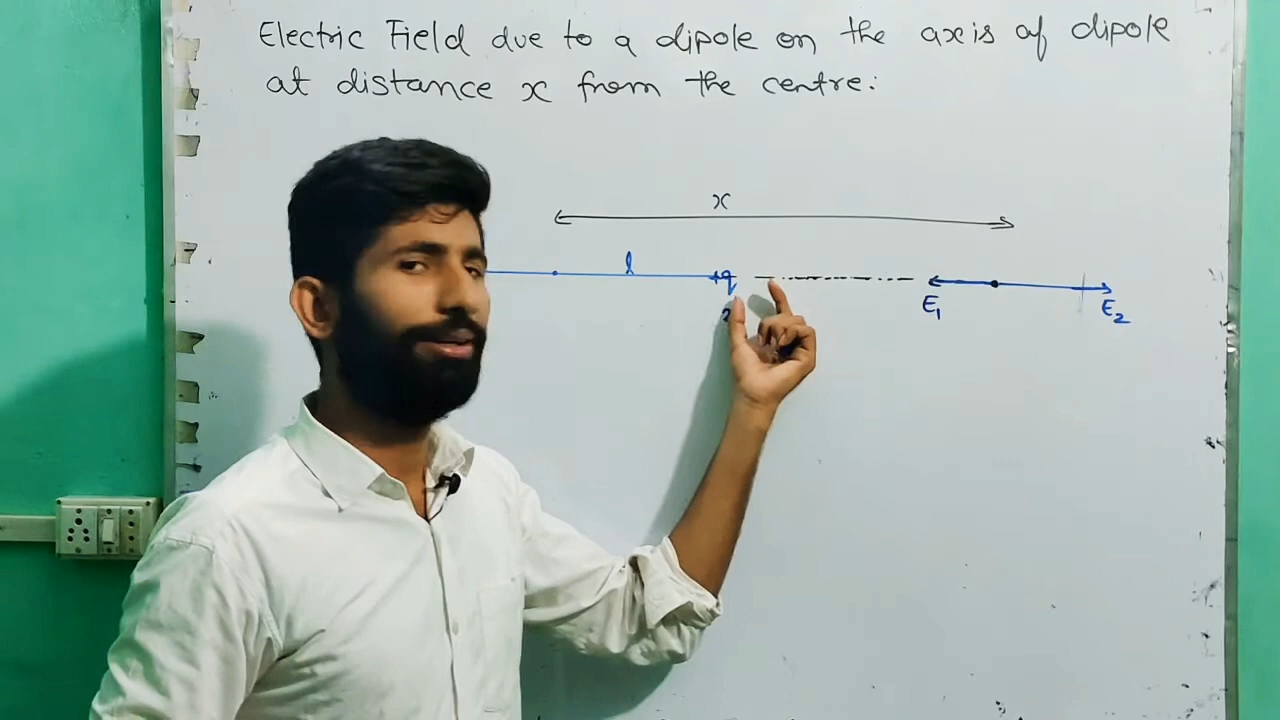 Electric Field due to a dipole on the axis of dipole
at distance x from the centre:
x
l
+q
E₁
E₂